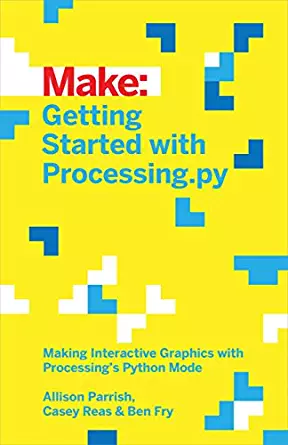 Make:
Getting
Started with
Processing.py
Making Interactive Graphics with
Processing's Python Mode
Allison Parrish,
Casey Reas & Ben Fry